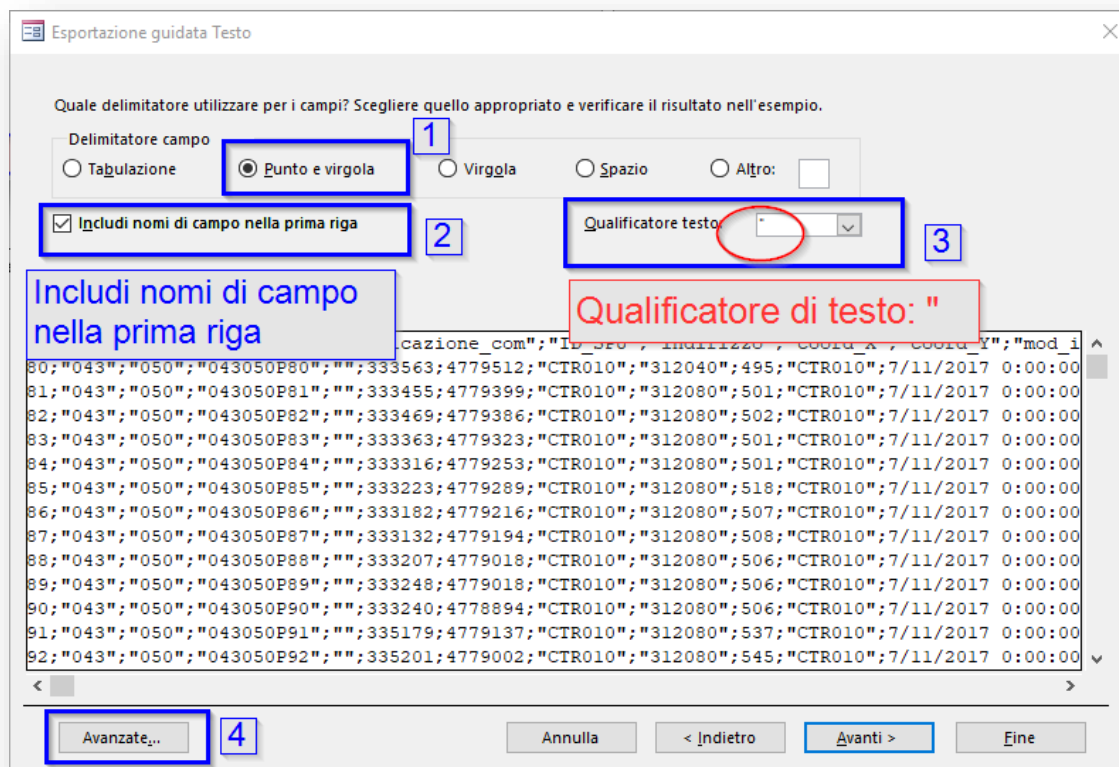 Esportazione guidata Testo
Quale delimitatore utilizzare per i campi? Scegliere quello appropriato e verificare il risultato nell'esempio.
Delimitatore campo
1
Tabulazione Punto e virgola Virgola Spazio Altro:
Includi nomi di campo nella prima riga 2 Qualificatore testo: " 3
Includi nomi di campo
nella prima riga
Qualificatore di testo: "
icazione_com";"ID_SPU";"Indirizzo";"Coord_X";"Coord_Y";"mod_i
80;"043";"050";"043050P80";"";333563;4779512;"CTR010";"312040";495;"CTR010";7/11/2017 0:00:00
81;"043";"050";"043050P81";"";333455;4779399;"CTR010";"312080";501;"CTR010";7/11/2017 0:00:00
82;"043";"050";"043050P82";"";333469;4779386;"CTR010";"312080";502;"CTR010";7/11/2017 0:00:00
83;"043";"050";"043050P83";"";333363;4779323;"CTR010";"312080";501;"CTR010";7/11/2017 0:00:00
84;"043";"050";"043050P84";"";333316;4779253;"CTR010";"312080";501;"CTR010";7/11/2017 0:00:00
85;"043";"050";"043050P85";"";333223;4779289;"CTR010";"312080";518;"CTR010";7/11/2017 0:00:00
86;"043";"050";"043050P86";"";333182;4779216;"CTR010";"312080";507;"CTR010";7/11/2017 0:00:00
87;"043";"050";"043050P87";"";333132;4779194;"CTR010";"312080";508;"CTR010";7/11/2017 0:00:00
88;"043";"050";"043050P88";"";333207;4779018;"CTR010";"312080";506;"CTR010";7/11/2017 0:00:00
89;"043";"050";"043050P89";"";333248;4779018;"CTR010";"312080";506;"CTR010";7/11/2017 0:00:00
90;"043";"050";"043050P90";"";333240;4778894;"CTR010";"312080";506;"CTR010";7/11/2017 0:00:00
91;"043";"050";"043050P91";"";335179;4779137;"CTR010";"312080";537;"CTR010";7/11/2017 0:00:00
92;"043";"050";"043050P92";"";335201;4779002;"CTR010";"312080";545;"CTR010";7/11/2017 0:00:00
Avanzate... 4 Annulla < Indietro Avanti > Fine